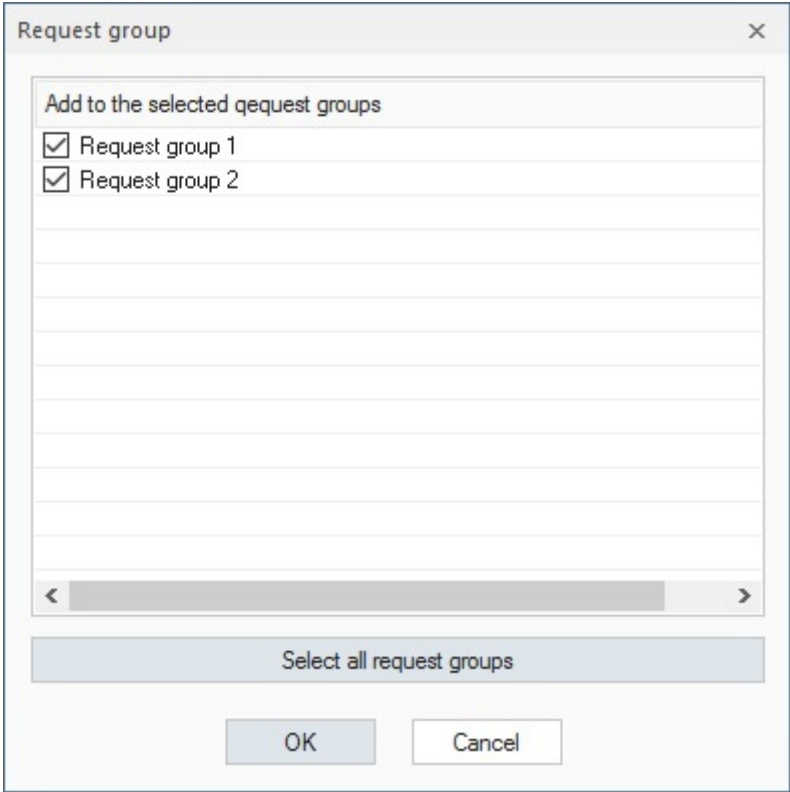 Request group
Add to the selected qequest groups
Request group 1
Request group 2
Select all request groups
OK
Cancel